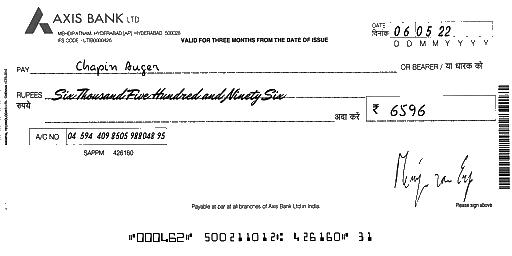 AXIS BANK LTD
MEHDIPATNAM, HYDERABAD [AP] HYDERABAD 500028
IFS CODE - UTIB0000426
VALID FOR THREE MONTHS FROM THE DATE OF ISSUE
DATE
दिनांक 06 05 22
D D M M Y Y Y Y
PAY Chapin Auger OR BEARER / या धारक को
RUPEES Six Thousand Five Hundred and Ninety Six
रुपये अदा करें ₹ 6596
A/C NO 04 594 409 8605 988048 95
SAPPM 426160
Payable at par at all branches of Axis Bank Ltd in India.
Please sign above
⑈000462⑈ 500211012⑆ 426160⑈ 31